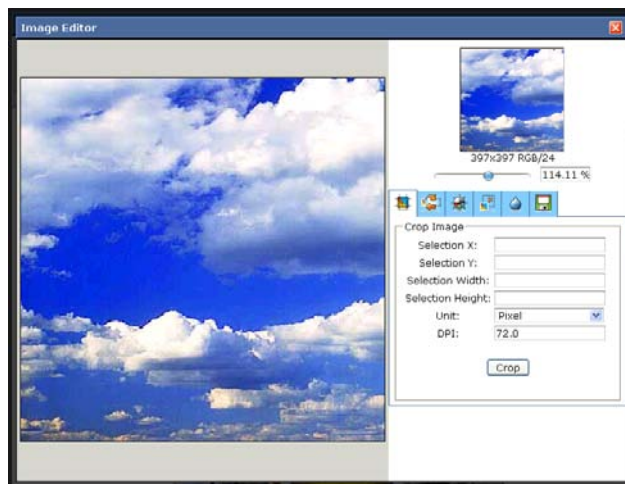 Image Editor
397x397 RGB/24
114.11 %
Crop Image
Selection X:
Selection Y:
Selection Width:
Selection Height:
Unit: Pixel
DPI: 72.0
Crop